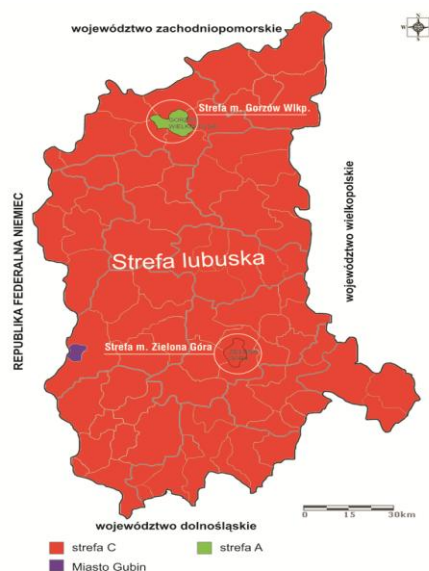 województwo zachodniopomorskie
N
W
E
S
Strefa m. Gorzów Wlkp.
REPUBLIKA FEDERALNA NIEMIEC
województwo wielkopolskie
Strefa lubuska
Strefa m. Zielona Góra
0 15 30km
województwo dolnośląskie
strefa C
strefa A
Miasto Gubin